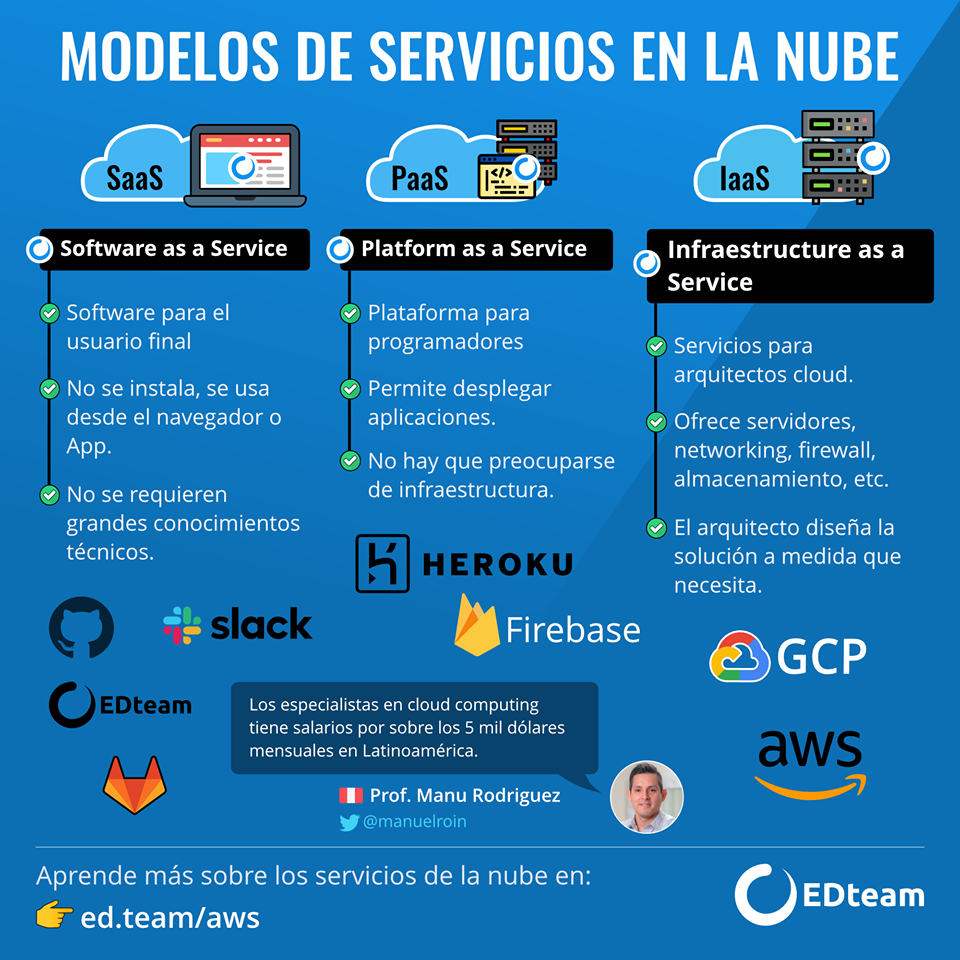 MODELOS DE SERVICIOS EN LA NUBE
SaaS
Software as a Service
Software para el
usuario final
No se instala, se usa
desde el navegador o
App.
No se requieren
grandes conocimientos
técnicos.
slack
EDteam
PaaS
</>
Platform as a Service
Plataforma para
programadores
Permite desplegar
aplicaciones.
No hay que preocuparse
de infraestructura.
HEROKU
Firebase
IaaS
Infraestructure as a
Service
Servicios para
arquitectos cloud.
Ofrece servidores,
networking, firewall,
almacenamiento, etc.
El arquitecto diseña la
solución a medida que
necesita.
GCP
aws
Los especialistas en cloud computing
tiene salarios por sobre los 5 mil dólares
mensuales en Latinoamérica.
Prof. Manu Rodriguez
@manuelroin
Aprende más sobre los servicios de la nube en:
ed.team/aws
EDteam